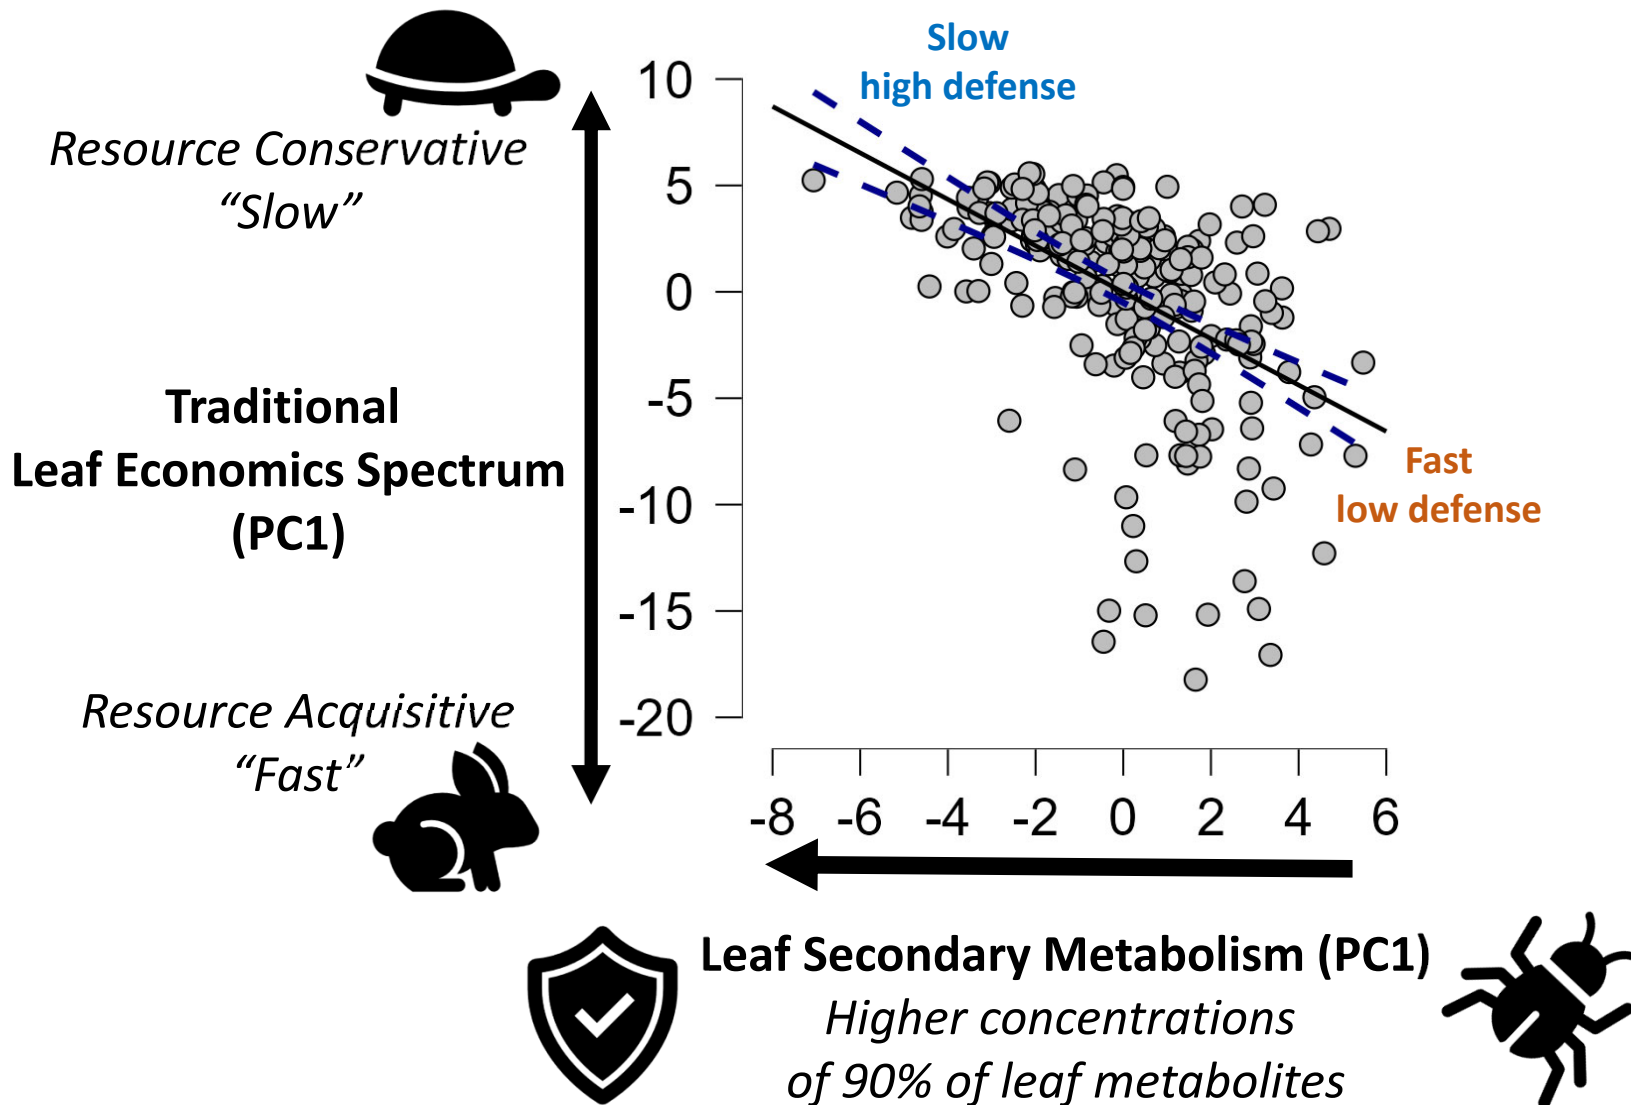 Slow
high defense
Resource Conservative
“Slow”
Traditional
Leaf Economics Spectrum
(PC1)
Resource Acquisitive
“Fast”
10
5
0
-5
-10
-15
-20
Fast
low defense
-8 -6 -4 -2 0 2 4 6
Leaf Secondary Metabolism (PC1)
Higher concentrations
of 90% of leaf metabolites